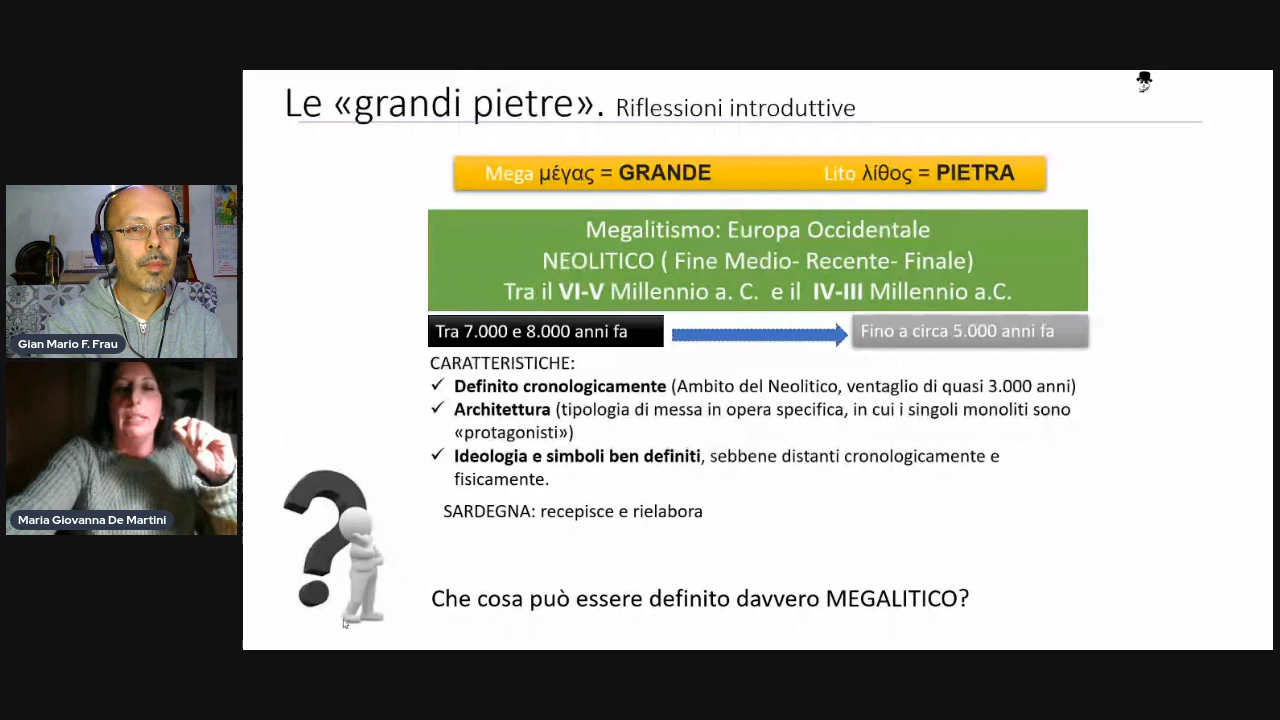 Le «grandi pietre». Riflessioni introduttive
Mega μέγας = GRANDE Lito λίθος = PIETRA
Megalitismo: Europa Occidentale
NEOLITICO ( Fine Medio- Recente- Finale)
Tra il VI-V Millennio a. C. e il IV-III Millennio a.C.
Tra 7.000 e 8.000 anni fa
Fino a circa 5.000 anni fa
CARATTERISTICHE:
✓ Definito cronologicamente (Ambito del Neolitico, ventaglio di quasi 3.000 anni)
✓ Architettura (tipologia di messa in opera specifica, in cui i singoli monoliti sono
«protagonisti»)
✓ Ideologia e simboli ben definiti, sebbene distanti cronologicamente e
fisicamente.
SARDEGNA: recepisce e rielabora
Che cosa può essere definito davvero MEGALITICO?
Gian Mario F. Frau
Maria Giovanna De Martini